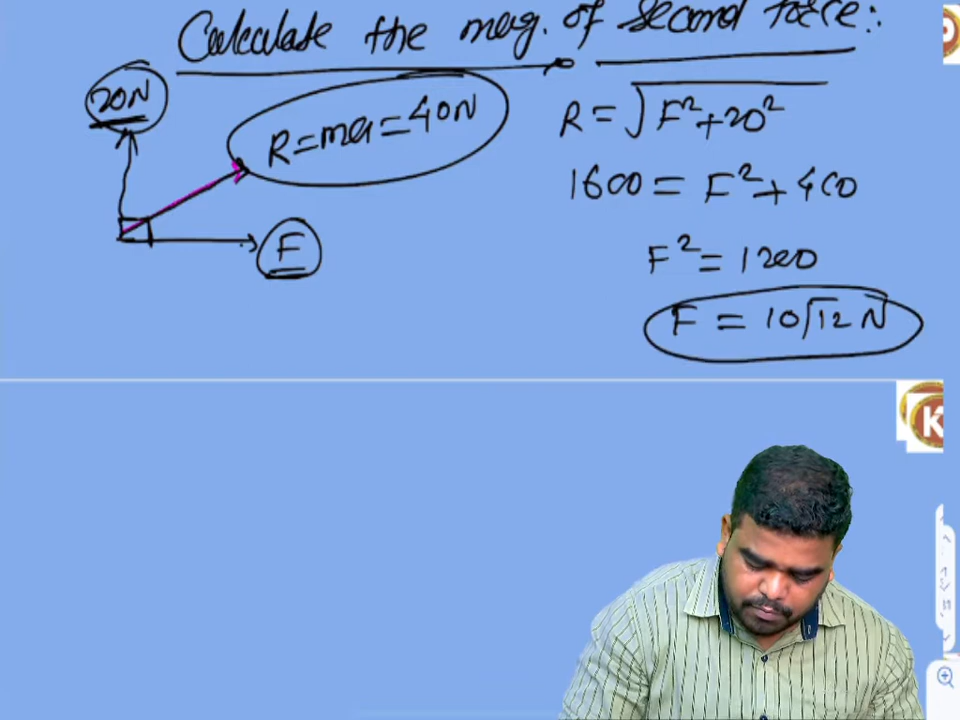 Calculate the mag. of second force:
20N
R=ma=40N
R = √F²+20²
1600 = F²+400
F
F² = 1200
F = 10√12 N
K